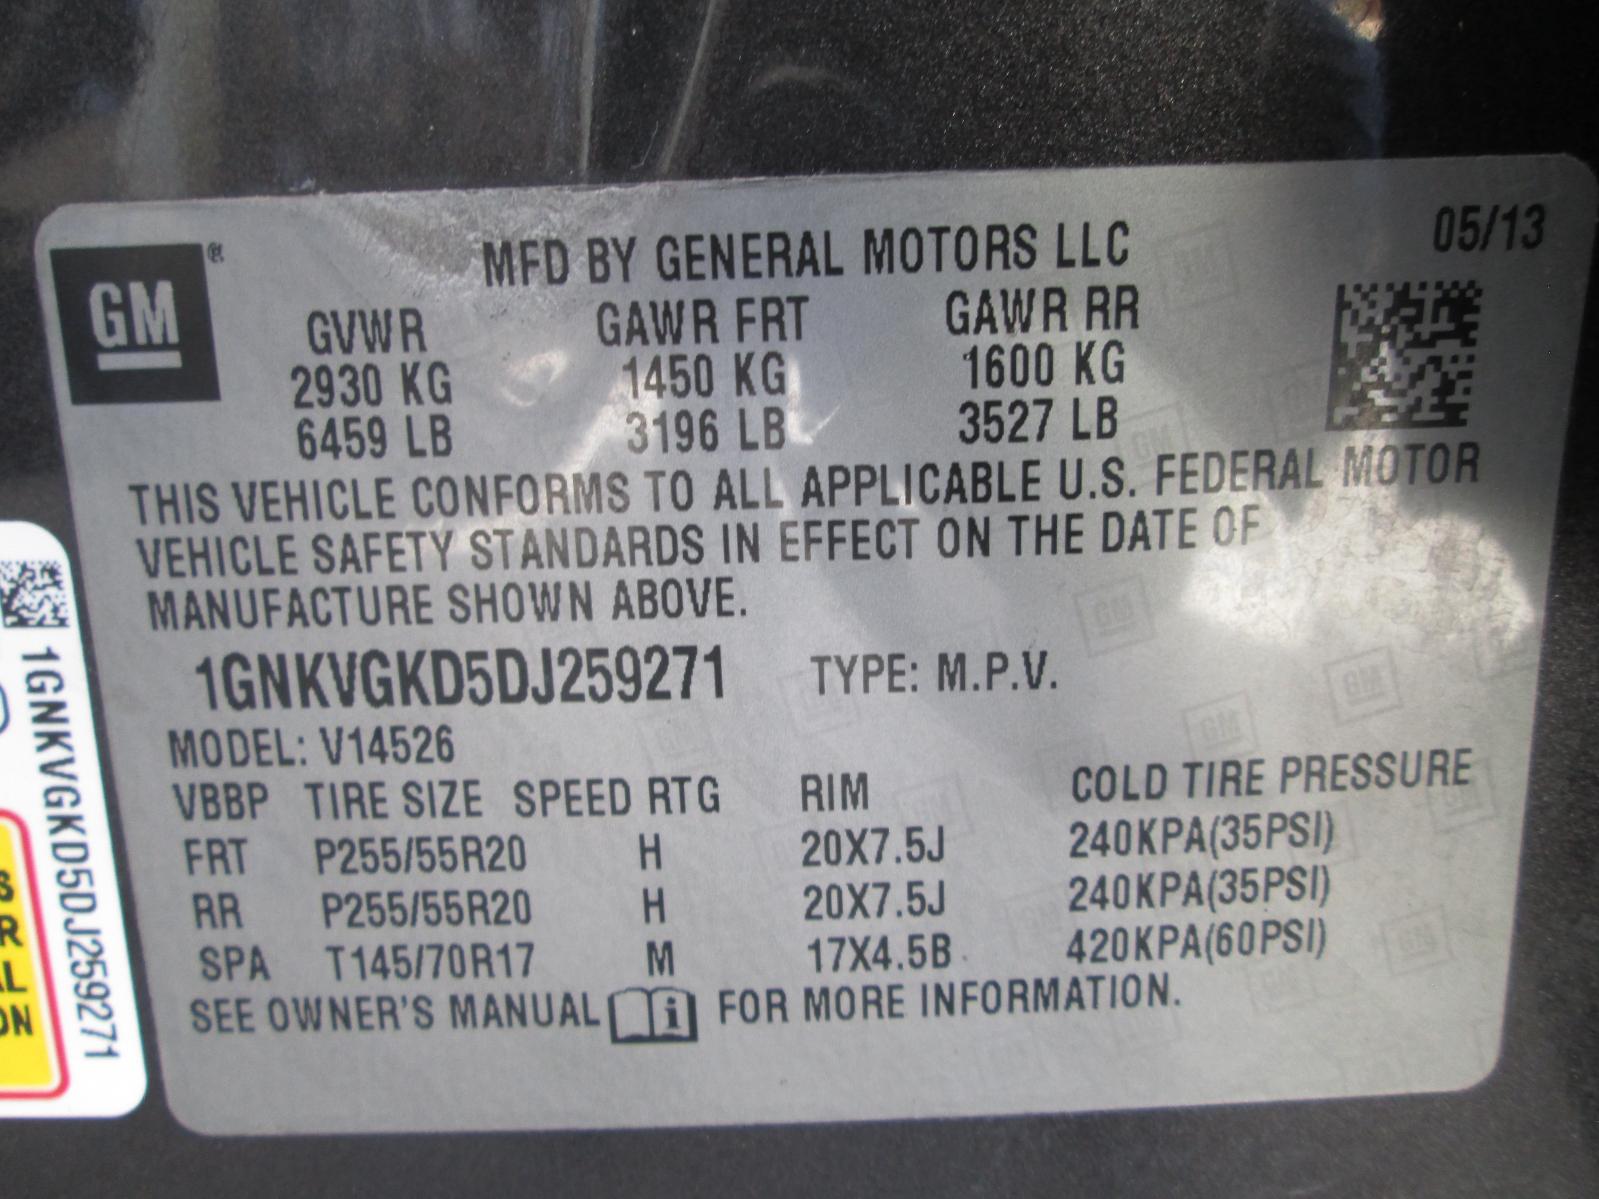 GM ®
MFD BY GENERAL MOTORS LLC
05/13
GVWR GAWR FRT GAWR RR
2930 KG 1450 KG 1600 KG
6459 LB 3196 LB 3527 LB
THIS VEHICLE CONFORMS TO ALL APPLICABLE U.S. FEDERAL MOTOR
VEHICLE SAFETY STANDARDS IN EFFECT ON THE DATE OF
MANUFACTURE SHOWN ABOVE.
1GNKVGKD5DJ259271 TYPE: M.P.V.
MODEL: V14526
VBBP TIRE SIZE SPEED RTG RIM COLD TIRE PRESSURE
FRT P255/55R20 H 20X7.5J 240KPA(35PSI)
RR P255/55R20 H 20X7.5J 240KPA(35PSI)
SPA T145/70R17 M 17X4.5B 420KPA(60PSI)
SEE OWNER'S MANUAL i FOR MORE INFORMATION.
1GNKVGKD5DJ259271